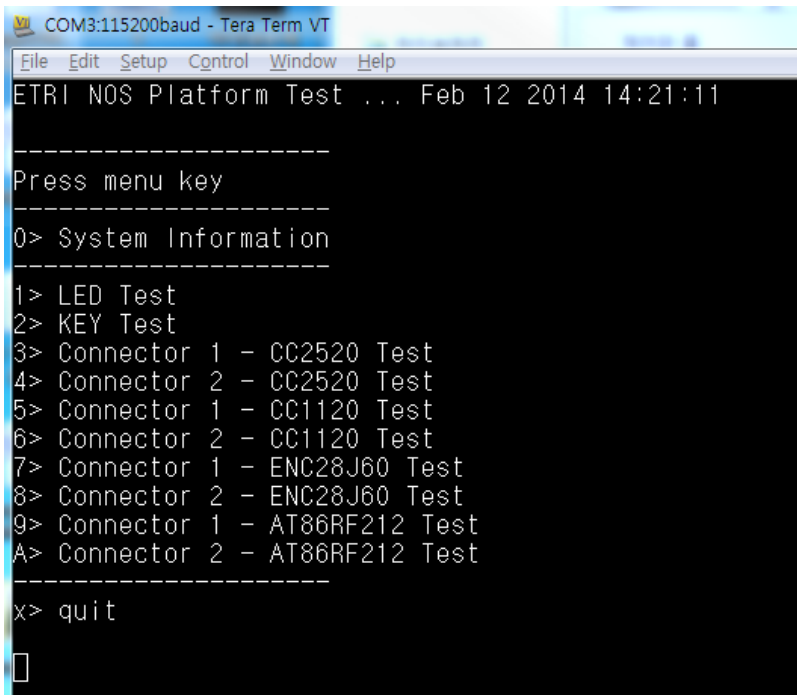 COM3:115200baud - Tera Term VT
File Edit Setup Control Window Help
ETRI NOS Platform Test ... Feb 12 2014 14:21:11
---------------------
Press menu key
---------------------
0> System Information
---------------------
1> LED Test
2> KEY Test
3> Connector 1 - CC2520 Test
4> Connector 2 - CC2520 Test
5> Connector 1 - CC1120 Test
6> Connector 2 - CC1120 Test
7> Connector 1 - ENC28J60 Test
8> Connector 2 - ENC28J60 Test
9> Connector 1 - AT86RF212 Test
A> Connector 2 - AT86RF212 Test
---------------------
x> quit